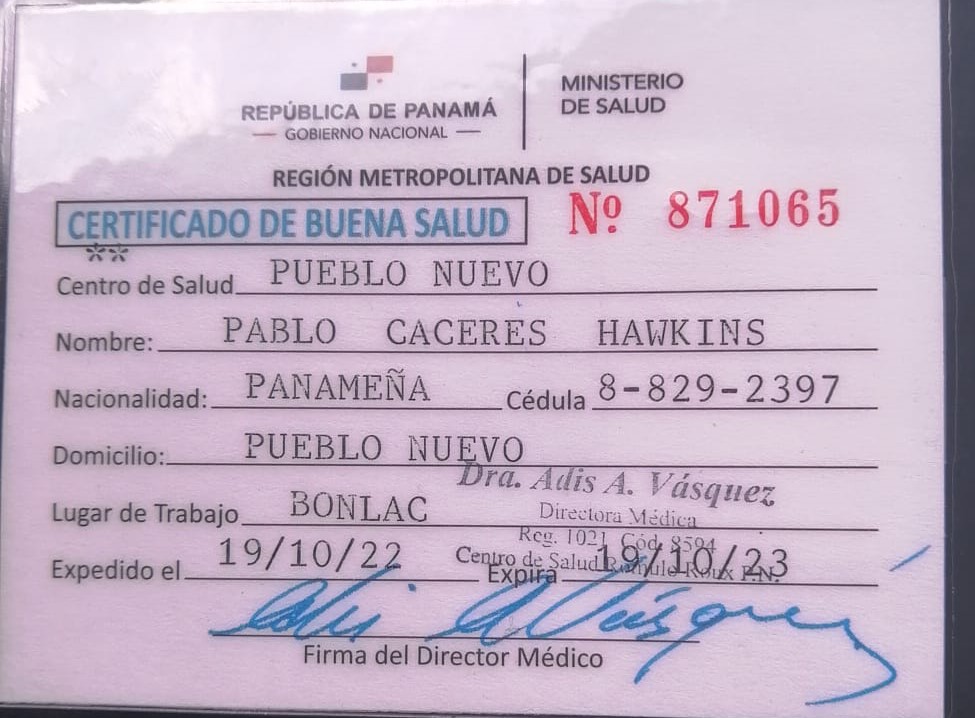 REPÚBLICA DE PANAMÁ
— GOBIERNO NACIONAL —
MINISTERIO
DE SALUD
REGIÓN METROPOLITANA DE SALUD
CERTIFICADO DE BUENA SALUD Nº 871065
**
Centro de Salud PUEBLO NUEVO
Nombre: PABLO CACERES HAWKINS
Nacionalidad: PANAMEÑA Cédula 8-829-2397
Domicilio: PUEBLO NUEVO
Dra. Adis A. Vásquez
Lugar de Trabajo BONLAC
Directora Médica
Reg. 1021 Cód. 8594
Centro de Salud Rómulo Roux P.N.
Expedido el 19/10/22 Expira 19/10/23
Adis A Vásquez
Firma del Director Médico